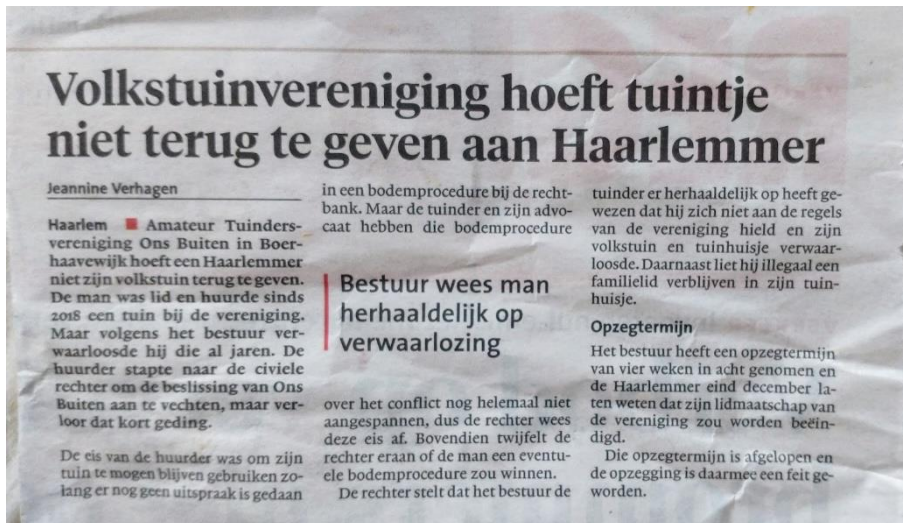 Volkstuinvereniging hoeft tuintje
niet terug te geven aan Haarlemmer
Jeannine Verhagen
Haarlem ■ Amateur Tuinders-
vereniging Ons Buiten in Boer-
haavewijk hoeft een Haarlemmer
niet zijn volkstuin terug te geven.
De man was lid en huurde sinds
2018 een tuin bij de vereniging.
Maar volgens het bestuur ver-
waarloosde hij die al jaren. De
huurder stapte naar de civiele
rechter om de beslissing van Ons
Buiten aan te vechten, maar ver-
loor dat kort geding.
De eis van de huurder was om zijn
tuin te mogen blijven gebruiken zo-
lang er nog geen uitspraak is gedaan
in een bodemprocedure bij de recht-
bank. Maar de tuinder en zijn advo-
caat hebben die bodemprocedure
Bestuur wees man
herhaaldelijk op
verwaarlozing
over het conflict nog helemaal niet
aangespannen, dus de rechter wees
deze eis af. Bovendien twijfelt de
rechter eraan of de man een eventu-
ele bodemprocedure zou winnen.
De rechter stelt dat het bestuur de
tuinder er herhaaldelijk op heeft ge-
wezen dat hij zich niet aan de regels
van de vereniging hield en zijn
volkstuin en tuinhuisje verwaar-
loosde. Daarnaast liet hij illegaal een
familielid verblijven in zijn tuin-
huisje.
Opzegtermijn
Het bestuur heeft een opzegtermijn
van vier weken in acht genomen en
de Haarlemmer eind december la-
ten weten dat zijn lidmaatschap van
de vereniging zou worden beëin-
digd.
De opzegtermijn is afgelopen en
de opzegging is daarmee een feit ge-
worden.